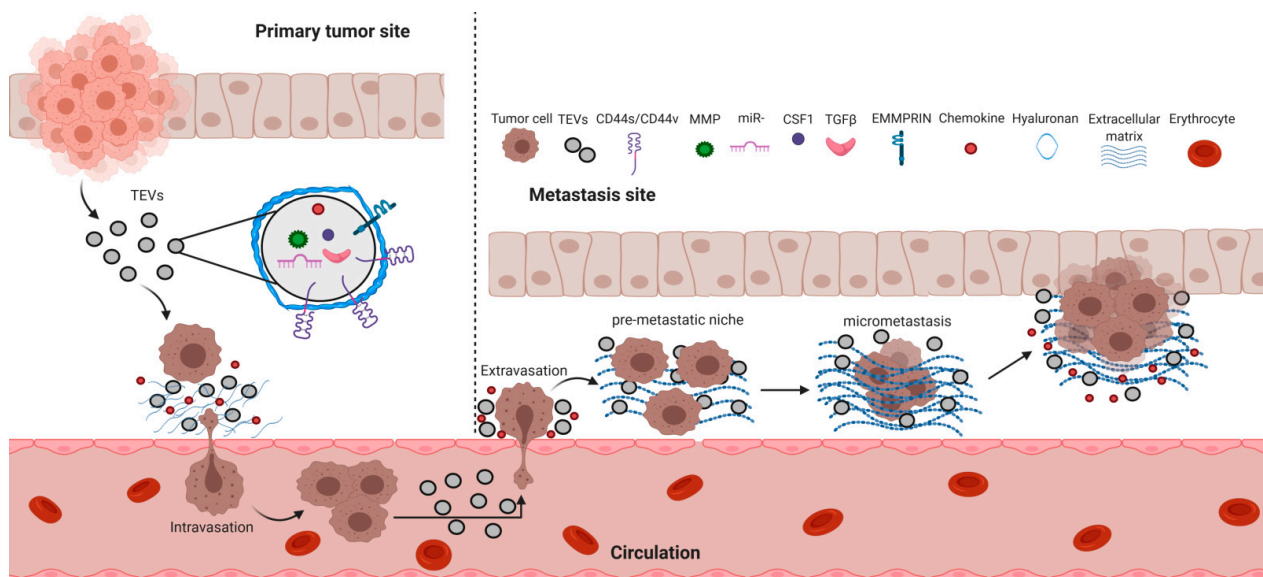 Primary tumor site
Tumor cell
TEVs
CD44s/CD44v
MMP
miR-
CSF1
TGFβ
EMMPRIN
Chemokine
Hyaluronan
Extracellular
matrix
Erythrocyte
TEVs
Metastasis site
pre-metastatic niche
micrometastasis
Extravasation
Intravasation
Circulation